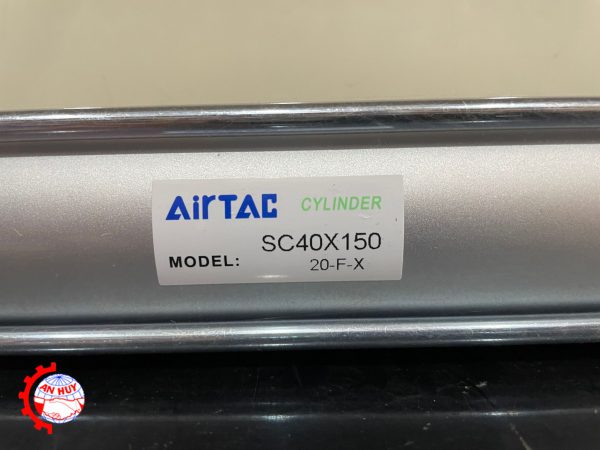 AirTAC CYLINDER
SC40X150
MODEL: 20-F-X
AN HUY